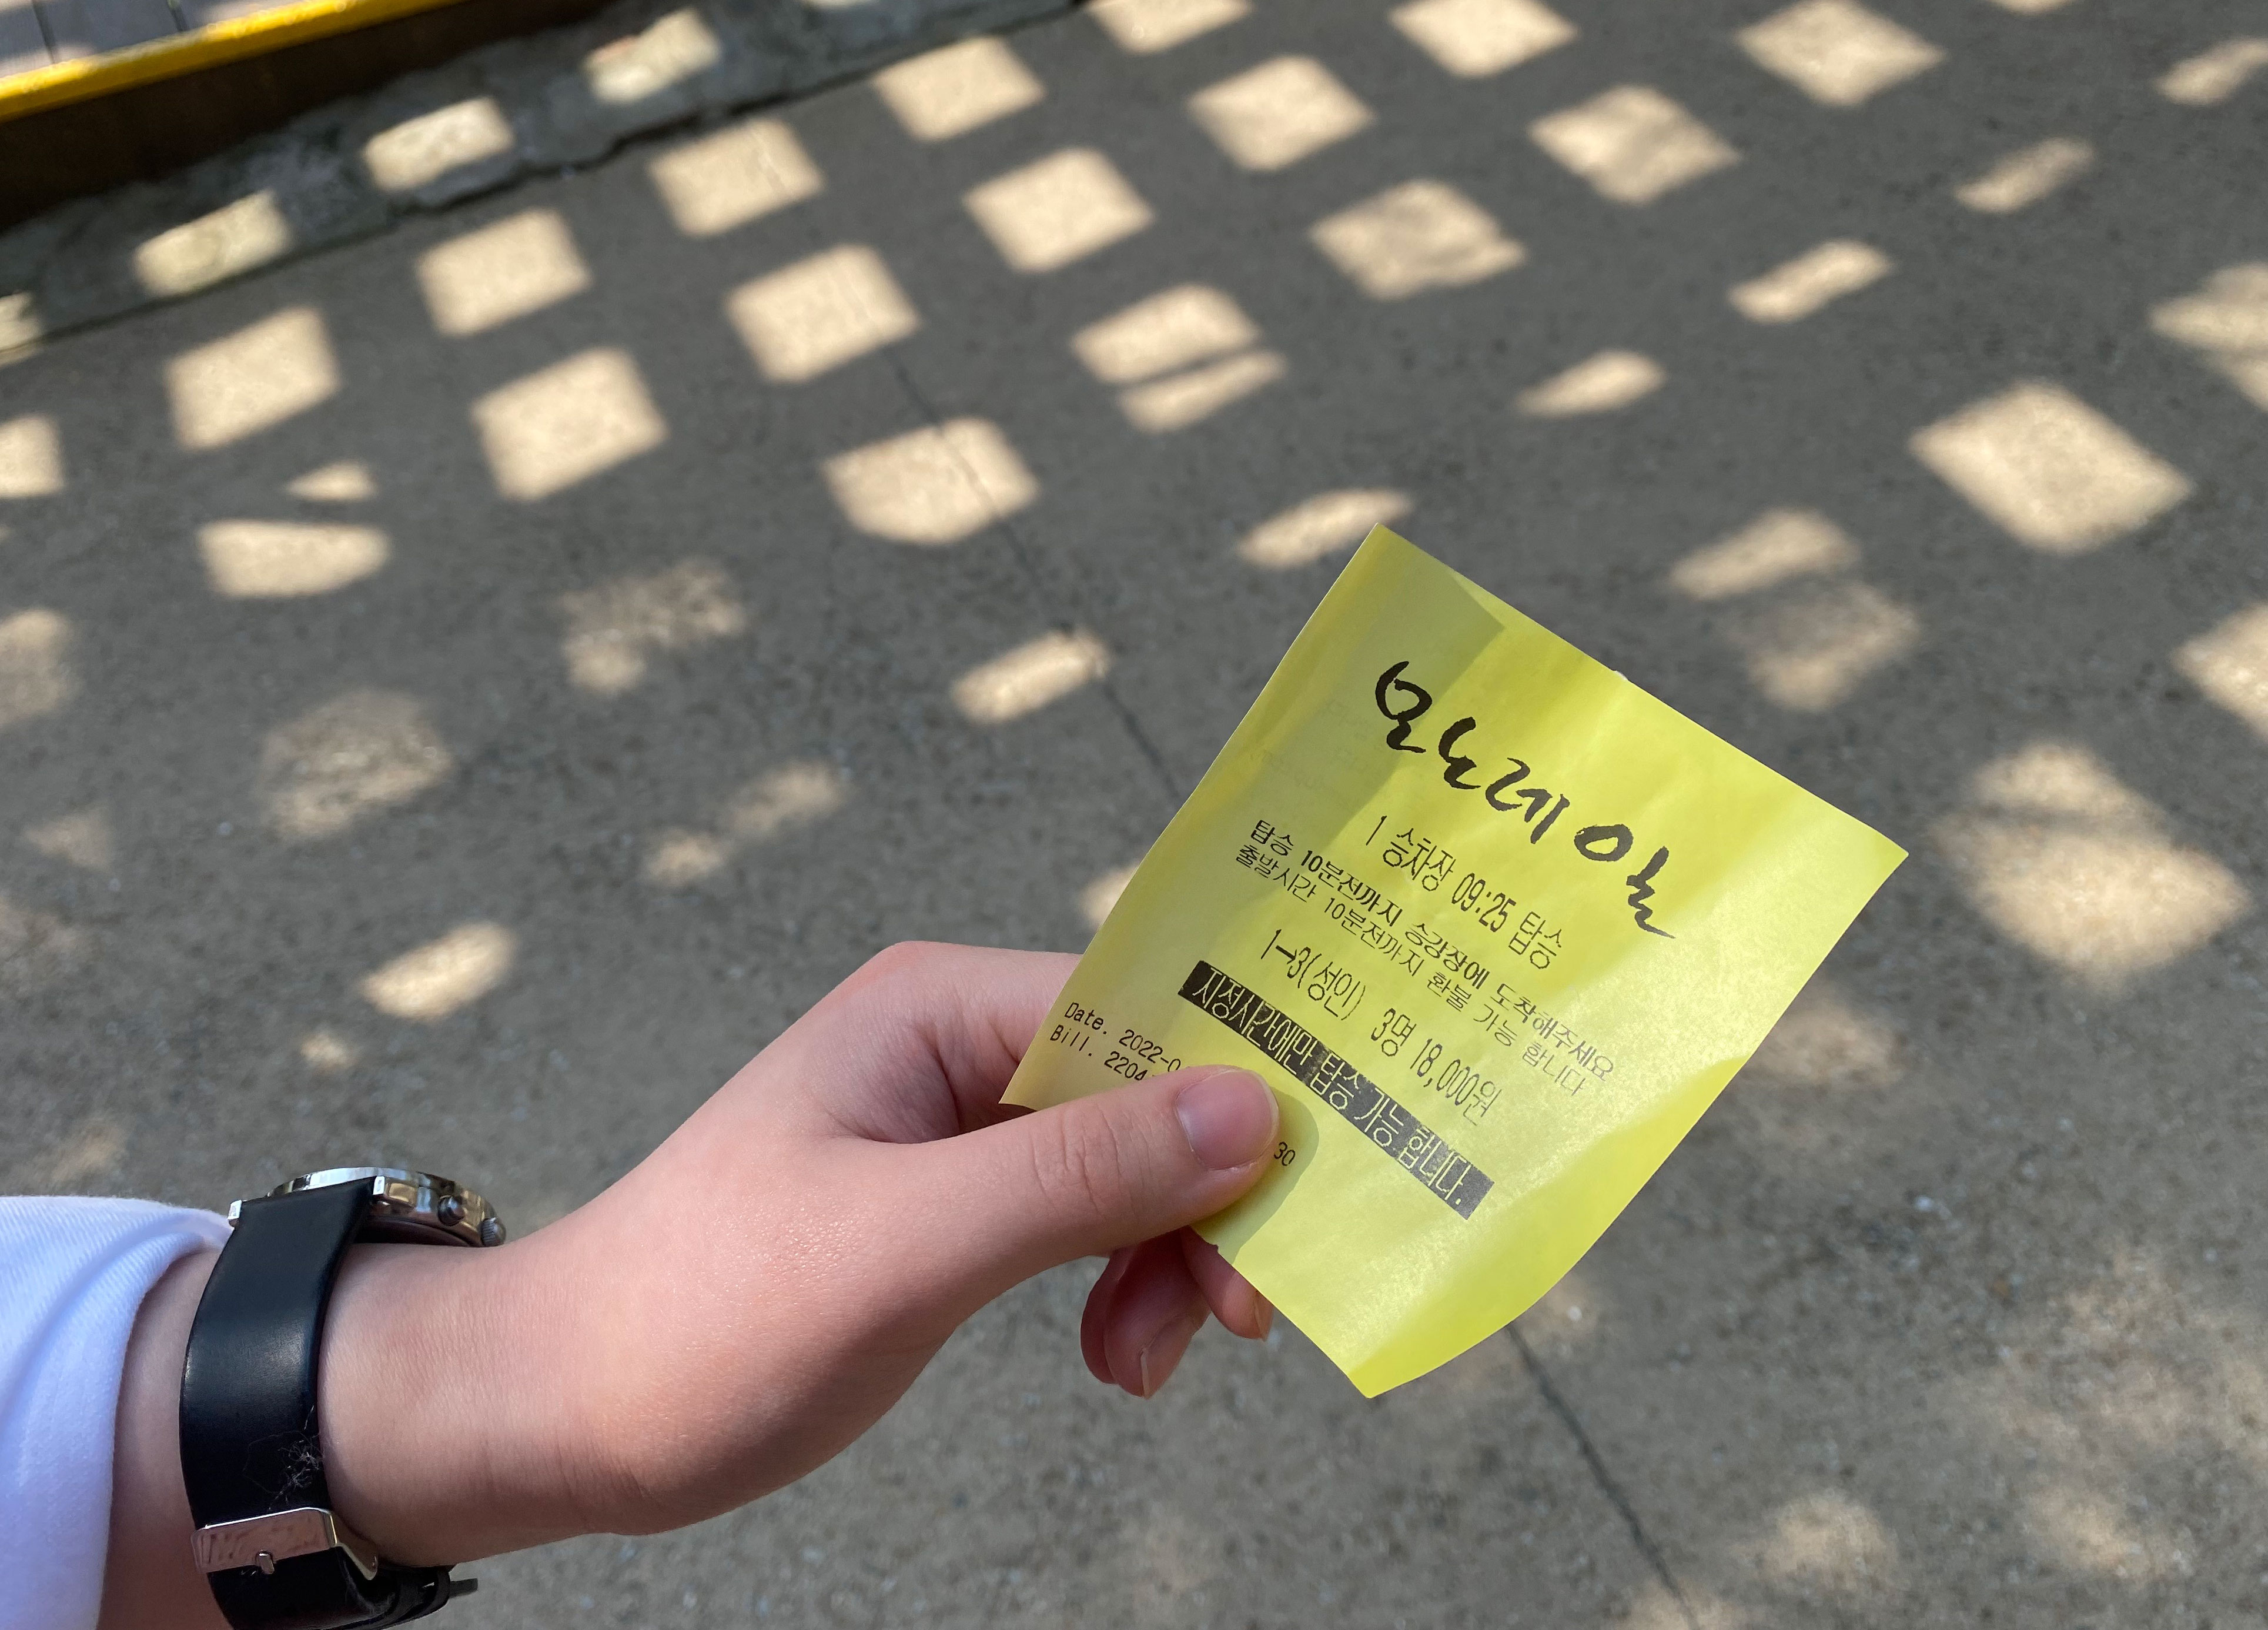 모노레일
1 승차장 09:25 탑승
탑승 10분전까지 승강장에 도착해주세요
출발시간 10분전까지 환불 가능 합니다
1→3(성인) 3명 18,000원
지정시간에만 탑승 가능 합니다.
Date. 2022-0
Bill. 2204
30